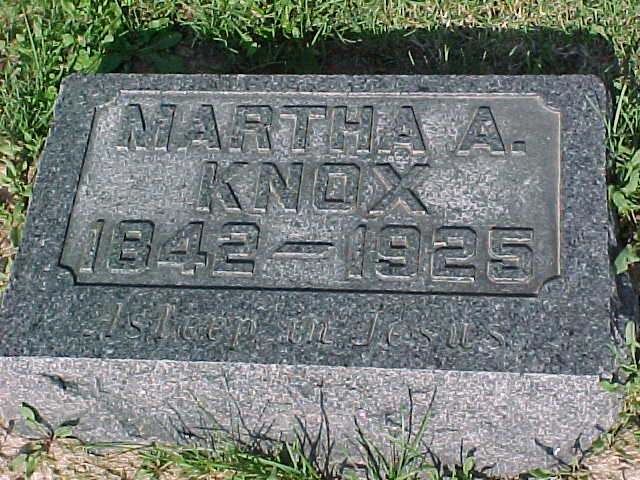 MARTHA A.
KNOX
1842 — 1925
Asleep in Jesus